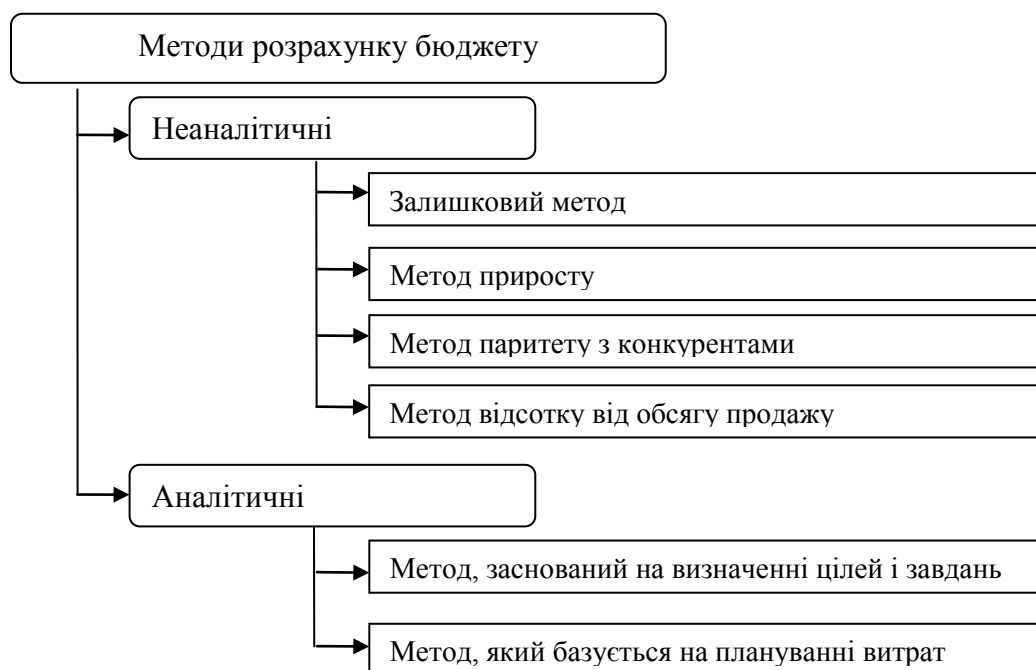 Методи розрахунку бюджету
Неаналітичні
Залишковий метод
Метод приросту
Метод паритету з конкурентами
Метод відсотку від обсягу продажу
Аналітичні
Метод, заснований на визначенні цілей і завдань
Метод, який базується на плануванні витрат